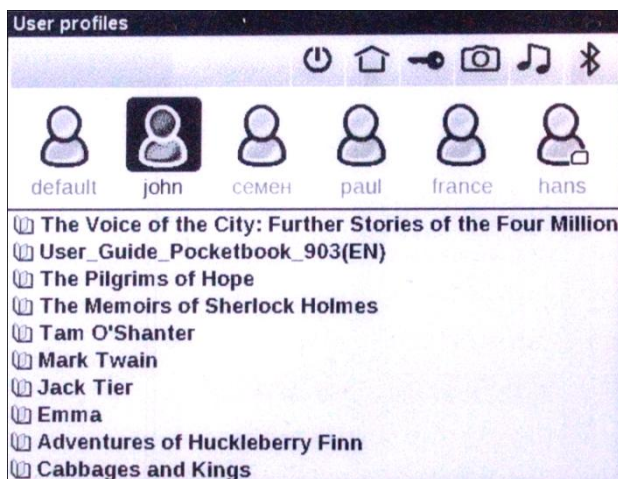 User profiles
default john семен paul france hans
The Voice of the City: Further Stories of the Four Million
User_Guide_Pocketbook_903(EN)
The Pilgrims of Hope
The Memoirs of Sherlock Holmes
Tam O'Shanter
Mark Twain
Jack Tier
Emma
Adventures of Huckleberry Finn
Cabbages and Kings